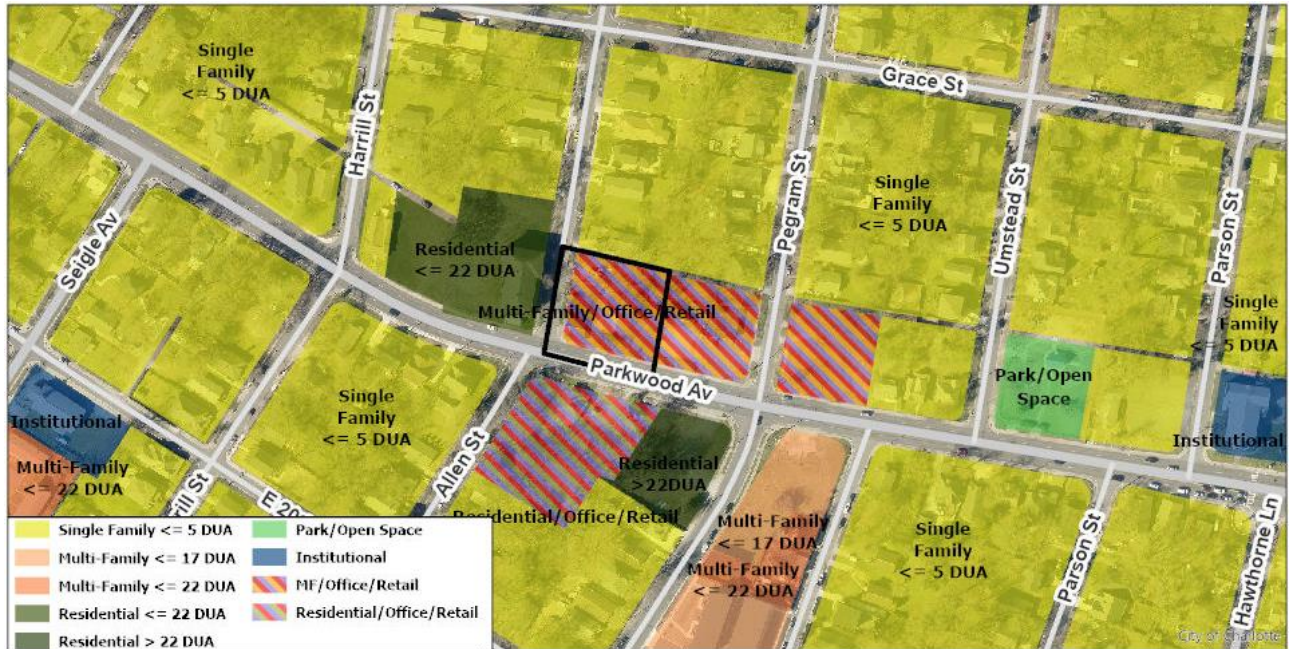 Single
Family
<= 5 DUA
Harrill St
Grace St
Seigle Av
Pegram St
Single
Family
<= 5 DUA
Umstead St
Parson St
Residential
<= 22 DUA
Multi-Family/Office/Retail
Single
Family
<= 5 DUA
Parkwood Av
Park/Open
Space
Institutional
Single
Family
<= 5 DUA
Allen St
Institutional
Multi-Family
<= 22 DUA
Residential
>22DUA
Residential/Office/Retail
Multi-Family
<= 17 DUA
Multi-Family
<= 22 DUA
Single
Family
<= 5 DUA
Parson St
Hawthorne Ln
rrill St
Single Family <= 5 DUA
Multi-Family <= 17 DUA
Multi-Family <= 22 DUA
Residential <= 22 DUA
Residential > 22 DUA
Park/Open Space
Institutional
MF/Office/Retail
Residential/Office/Retail
City of Charlotte